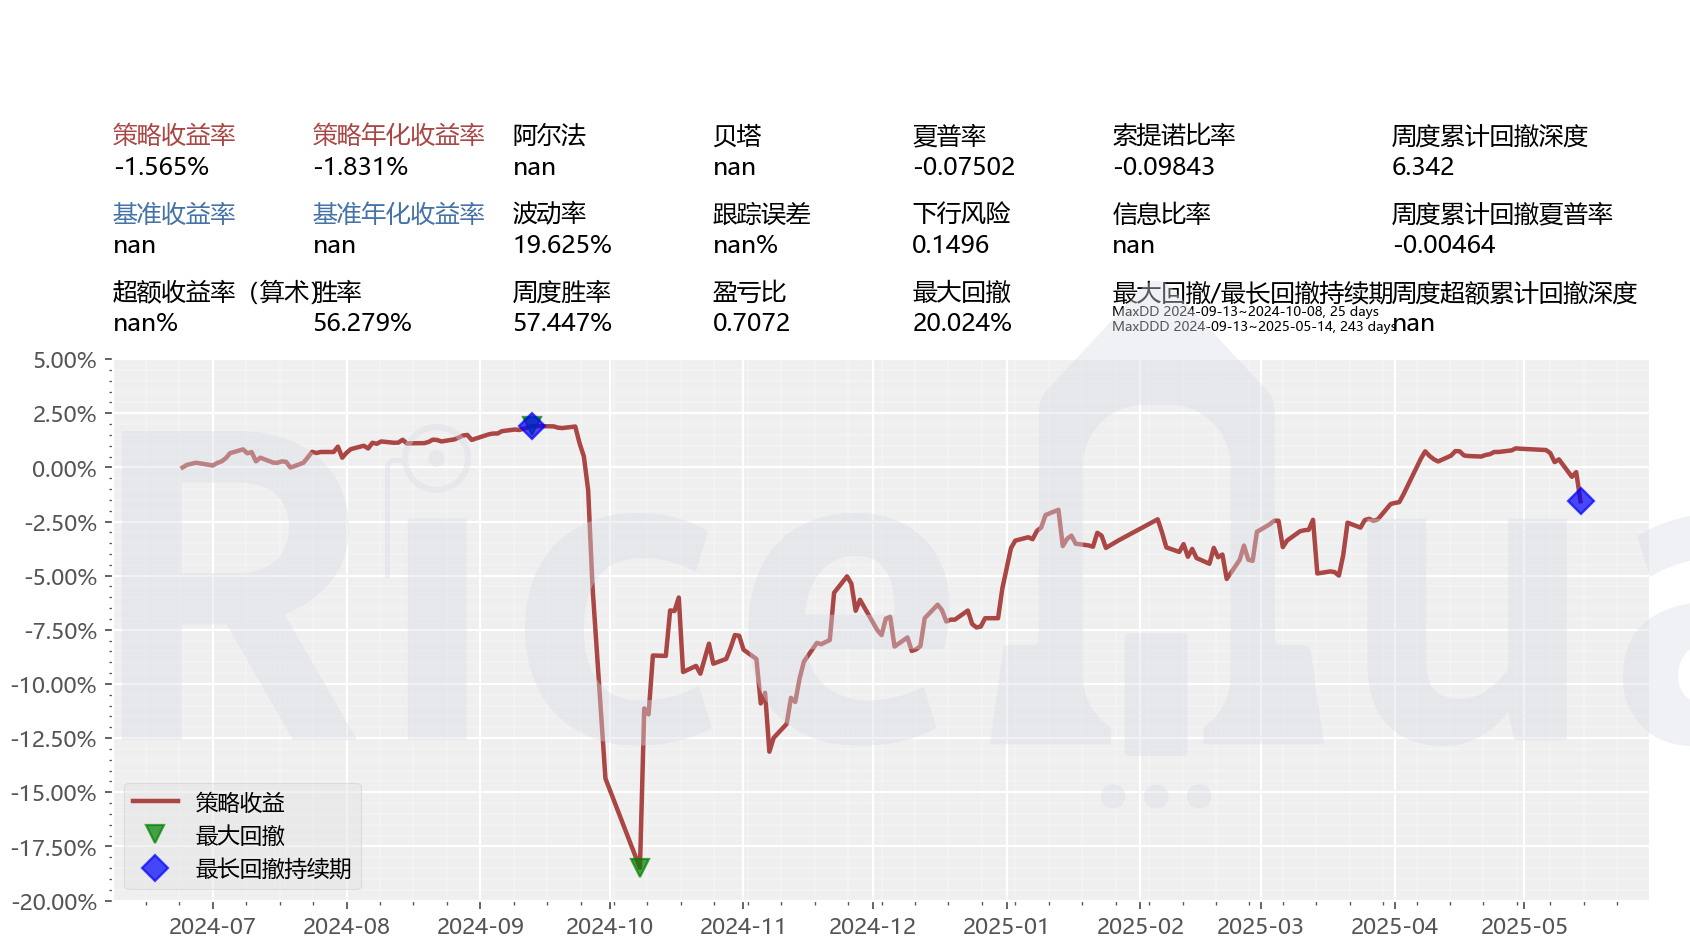 策略收益率 策略年化收益率 阿尔法 贝塔 夏普率 索提诺比率 周度累计回撤深度
-1.565% -1.831% nan nan -0.07502 -0.09843 6.342
基准收益率 基准年化收益率 波动率 跟踪误差 下行风险 信息比率 周度累计回撤夏普率
nan nan 19.625% nan% 0.1496 nan -0.00464
超额收益率（算术） 胜率 周度胜率 盈亏比 最大回撤 最大回撤/最长回撤持续期 周度超额累计回撤深度
nan% 56.279% 57.447% 0.7072 20.024% MaxDD 2024-09-13~2024-10-08, 25 days nan
MaxDDD 2024-09-13~2025-05-14, 243 days
5.00%
2.50%
0.00%
-2.50%
-5.00%
-7.50%
-10.00%
-12.50%
-15.00%
-17.50%
-20.00%
策略收益
最大回撤
最长回撤持续期
2024-07 2024-08 2024-09 2024-10 2024-11 2024-12 2025-01 2025-02 2025-03 2025-04 2025-05
Ricequa